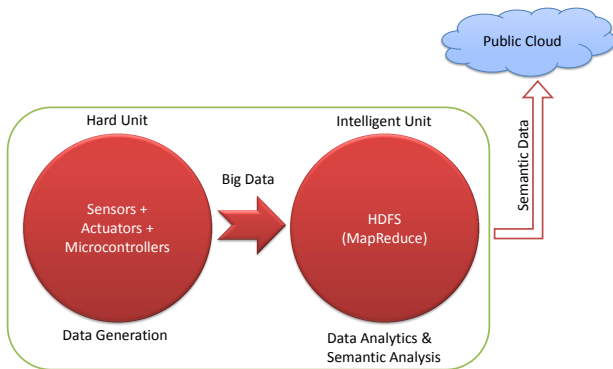 Public Cloud
Hard Unit
Intelligent Unit
Big Data
Semantic Data
Sensors +
Actuators +
Microcontrollers
HDFS
(MapReduce)
Data Generation
Data Analytics &
Semantic Analysis